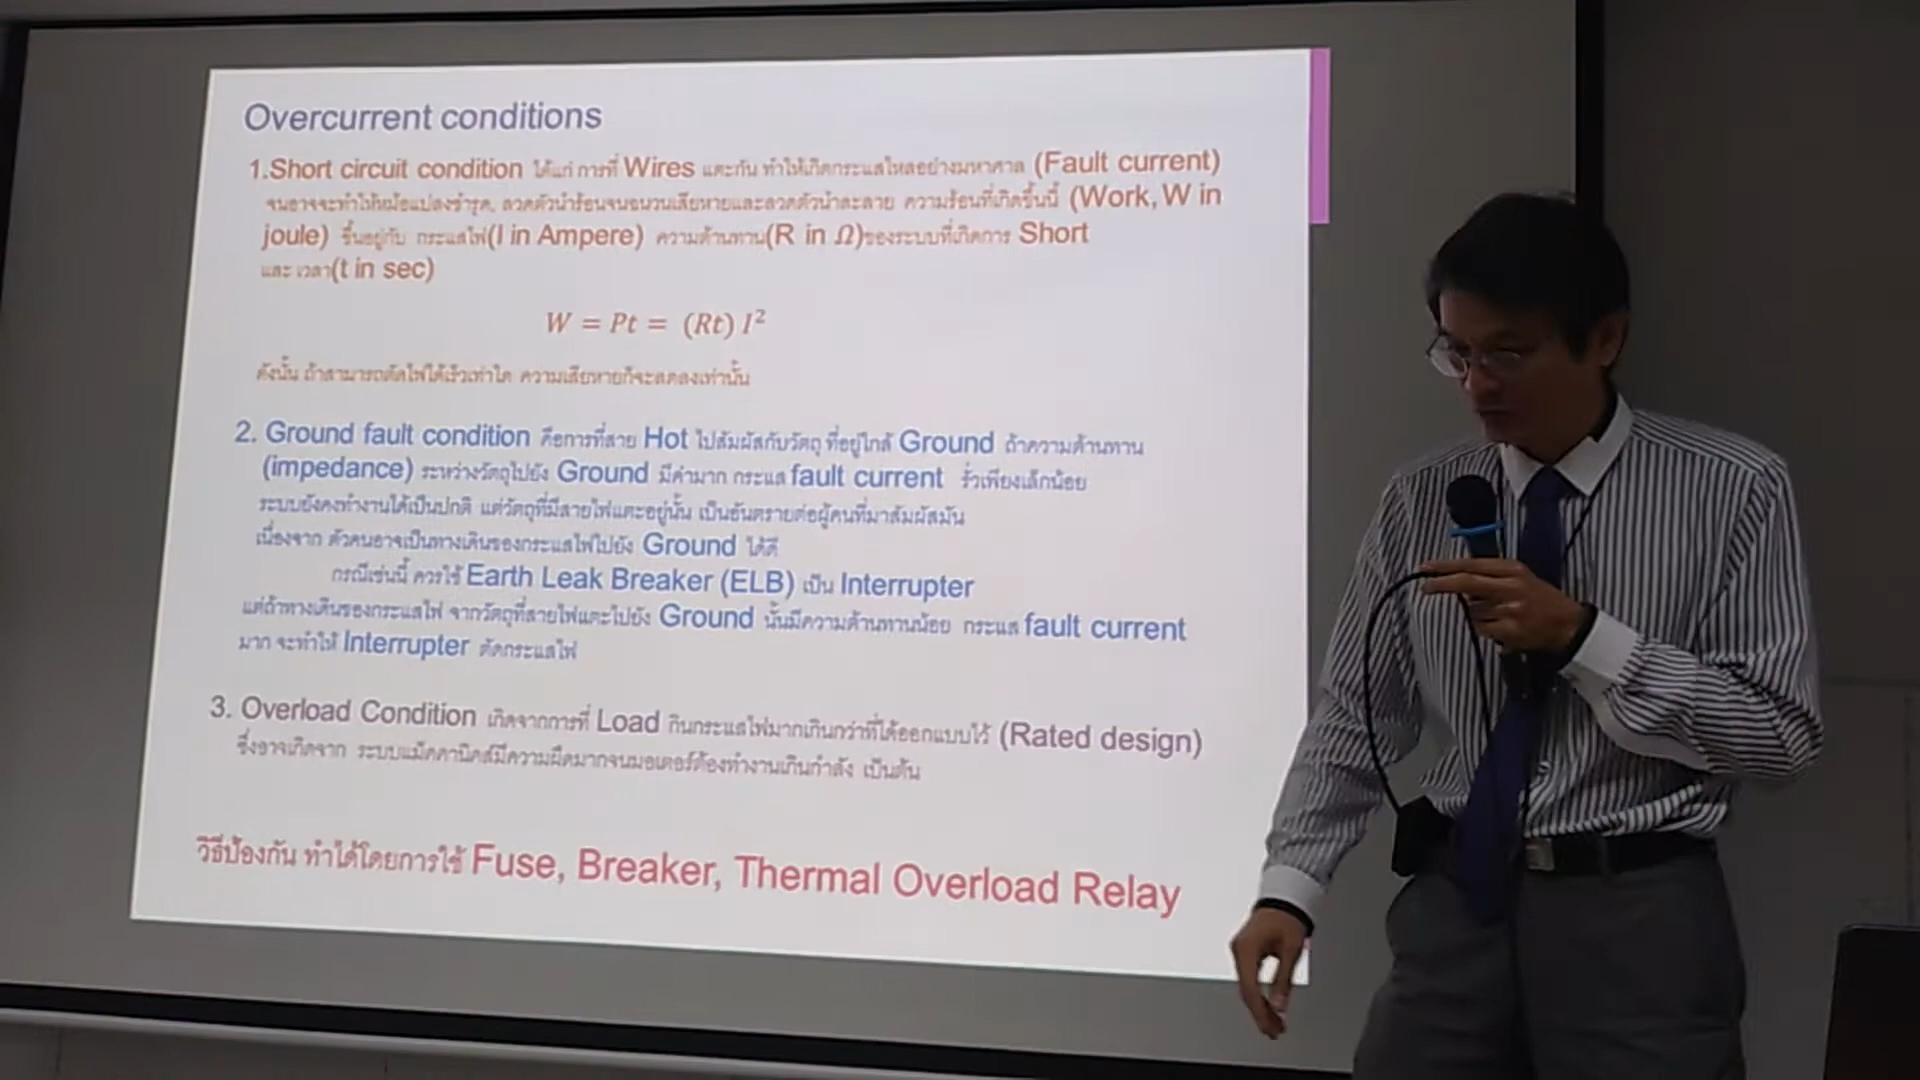 Overcurrent conditions
1.Short circuit condition ได้แก่ การที่ Wires แตะกัน ทำให้เกิดกระแสไหลอย่างมหาศาล (Fault current)
จนอาจจะทำให้หม้อแปลงชำรุด, ลวดตัวนำร้อนจนฉนวนเสียหายและลวดตัวนำละลาย ความร้อนที่เกิดขึ้นนี้ (Work, W in
joule) ขึ้นอยู่กับ กระแสไฟ(I in Ampere) ความต้านทาน(R in Ω)ของระบบที่เกิดการ Short
และ เวลา(t in sec)
W = Pt = (Rt) I²
ดังนั้น ถ้าสามารถตัดไฟได้เร็วเท่าใด ความเสียหายก็จะลดลงเท่านั้น
2. Ground fault condition คือการที่สาย Hot ไปสัมผัสกับวัตถุ ที่อยู่ใกล้ Ground ถ้าความต้านทาน
(impedance) ระหว่างวัตถุไปยัง Ground มีค่ามาก กระแส fault current รั่วเพียงเล็กน้อย
ระบบยังคงทำงานได้เป็นปกติ แต่วัตถุที่มีสายไฟแตะอยู่นั้น เป็นอันตรายต่อผู้คนที่มาสัมผัสมัน
เนื่องจาก ตัวคนอาจเป็นทางเดินของกระแสไฟไปยัง Ground ได้ดี
กรณีเช่นนี้ ควรใช้ Earth Leak Breaker (ELB) เป็น Interrupter
แต่ถ้าทางเดินของกระแสไฟ จากวัตถุที่สายไฟแตะไปยัง Ground นั้นมีความต้านทานน้อย กระแส fault current
มาก จะทำให้ Interrupter ตัดกระแสไฟ
3. Overload Condition เกิดจากการที่ Load กินกระแสไฟมากเกินกว่าที่ได้ออกแบบไว้ (Rated design)
ซึ่งอาจเกิดจาก ระบบแม็คคานิคส์มีความฝืดมากจนมอเตอร์ต้องทำงานเกินกำลัง เป็นต้น
วิธีป้องกัน ทำได้โดยการใช้ Fuse, Breaker, Thermal Overload Relay